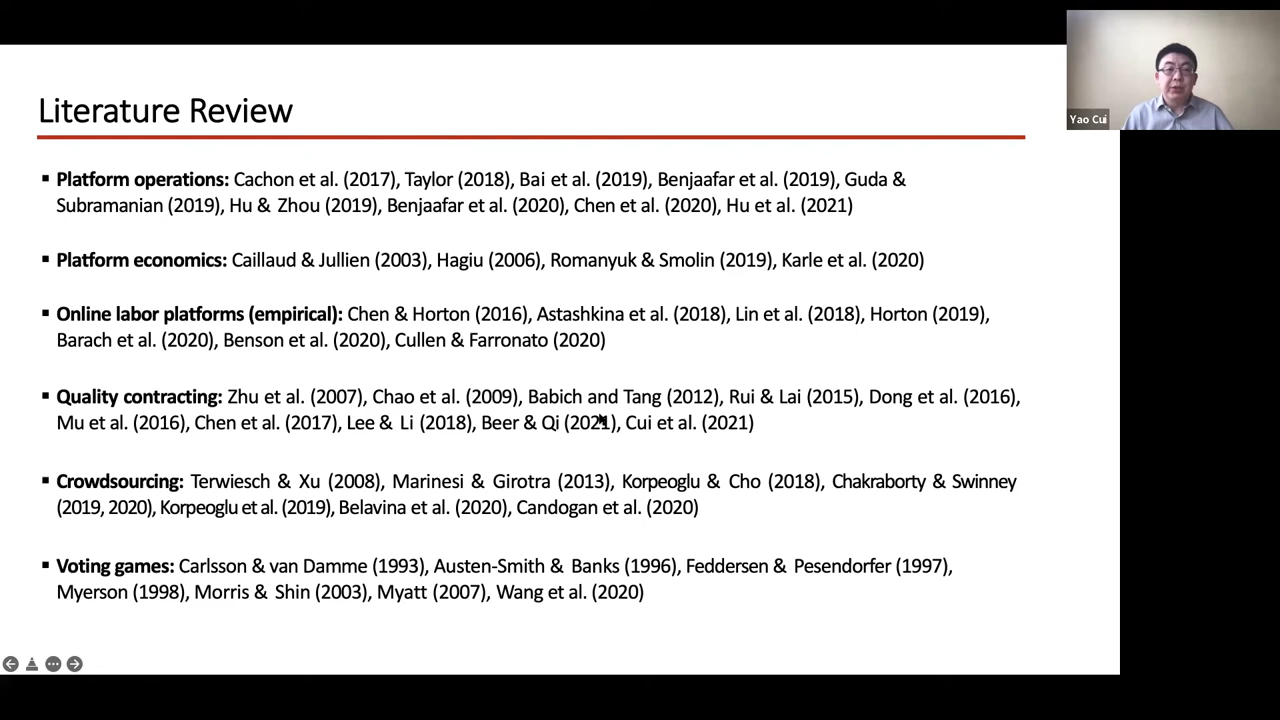 Literature Review
Yao Cui
▪ Platform operations: Cachon et al. (2017), Taylor (2018), Bai et al. (2019), Benjaafar et al. (2019), Guda &
Subramanian (2019), Hu & Zhou (2019), Benjaafar et al. (2020), Chen et al. (2020), Hu et al. (2021)
▪ Platform economics: Caillaud & Jullien (2003), Hagiu (2006), Romanyuk & Smolin (2019), Karle et al. (2020)
▪ Online labor platforms (empirical): Chen & Horton (2016), Astashkina et al. (2018), Lin et al. (2018), Horton (2019),
Barach et al. (2020), Benson et al. (2020), Cullen & Farronato (2020)
▪ Quality contracting: Zhu et al. (2007), Chao et al. (2009), Babich and Tang (2012), Rui & Lai (2015), Dong et al. (2016),
Mu et al. (2016), Chen et al. (2017), Lee & Li (2018), Beer & Qi (2021), Cui et al. (2021)
▪ Crowdsourcing: Terwiesch & Xu (2008), Marinesi & Girotra (2013), Korpeoglu & Cho (2018), Chakraborty & Swinney
(2019, 2020), Korpeoglu et al. (2019), Belavina et al. (2020), Candogan et al. (2020)
▪ Voting games: Carlsson & van Damme (1993), Austen-Smith & Banks (1996), Feddersen & Pesendorfer (1997),
Myerson (1998), Morris & Shin (2003), Myatt (2007), Wang et al. (2020)